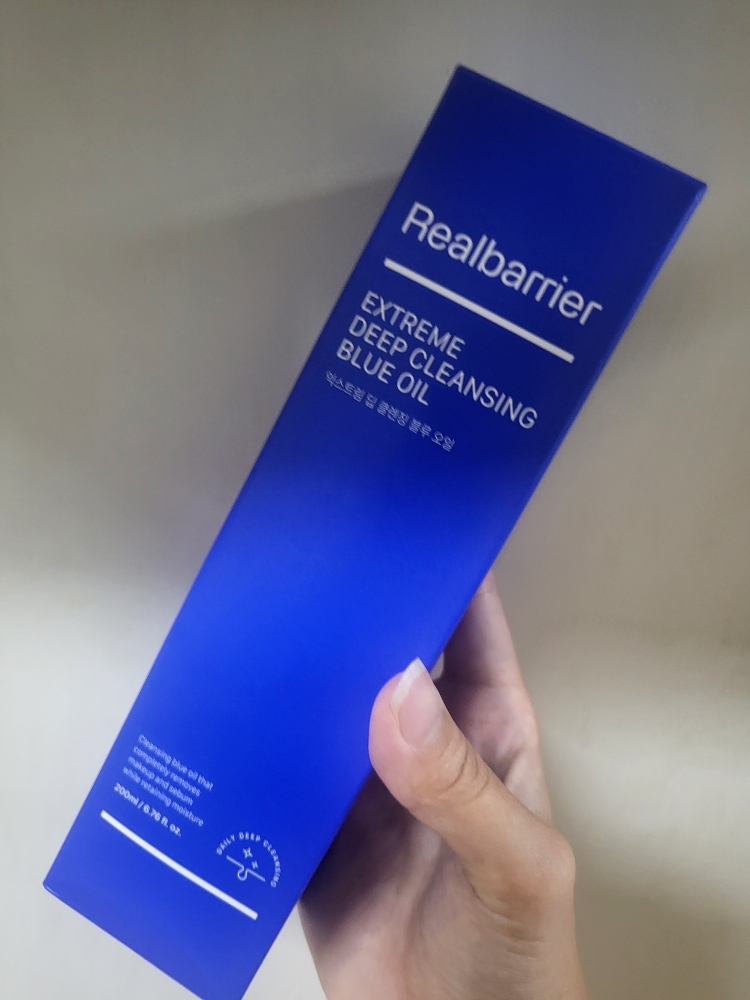 Realbarrier
EXTREME
DEEP CLEANSING
BLUE OIL
익스트림 딥 클렌징 블루 오일
Cleansing blue oil that
completely removes
makeup and sebum
while retaining moisture
200ml / 6.76 fl. oz.
DAILY DEEP CLEANSING